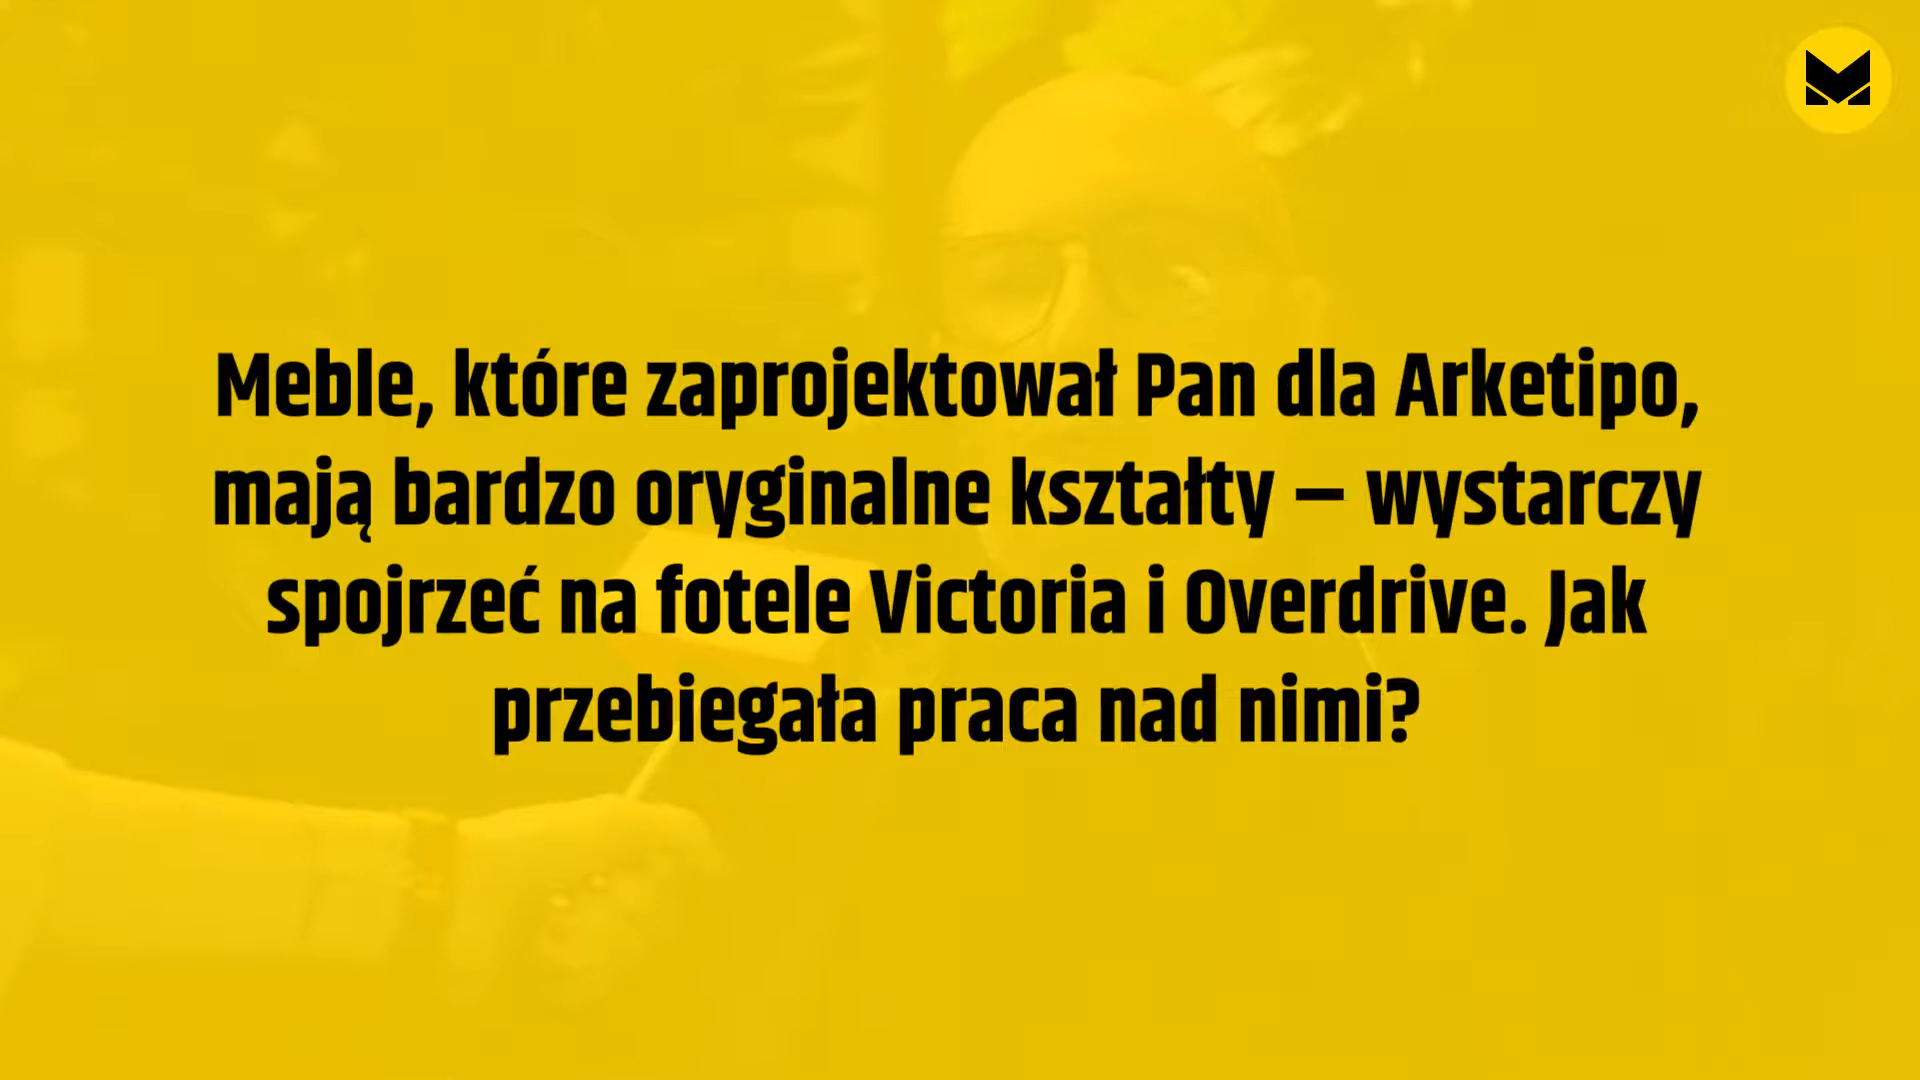 Meble, które zaprojektował Pan dla Arketipo,
mają bardzo oryginalne kształty – wystarczy
spojrzeć na fotele Victoria i Overdrive. Jak
przebiegała praca nad nimi?